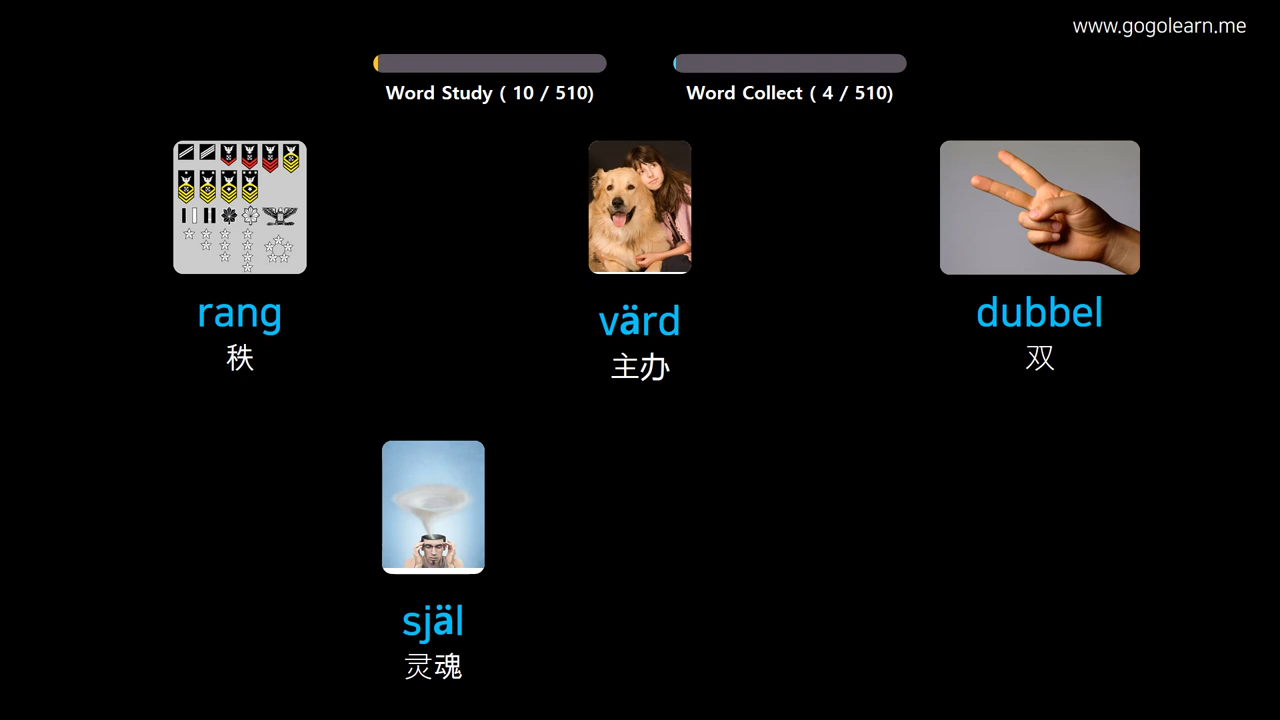 www.gogolearn.me
Word Study ( 10 / 510)
Word Collect ( 4 / 510)
rang
秩
värd
主办
dubbel
双
själ
灵魂